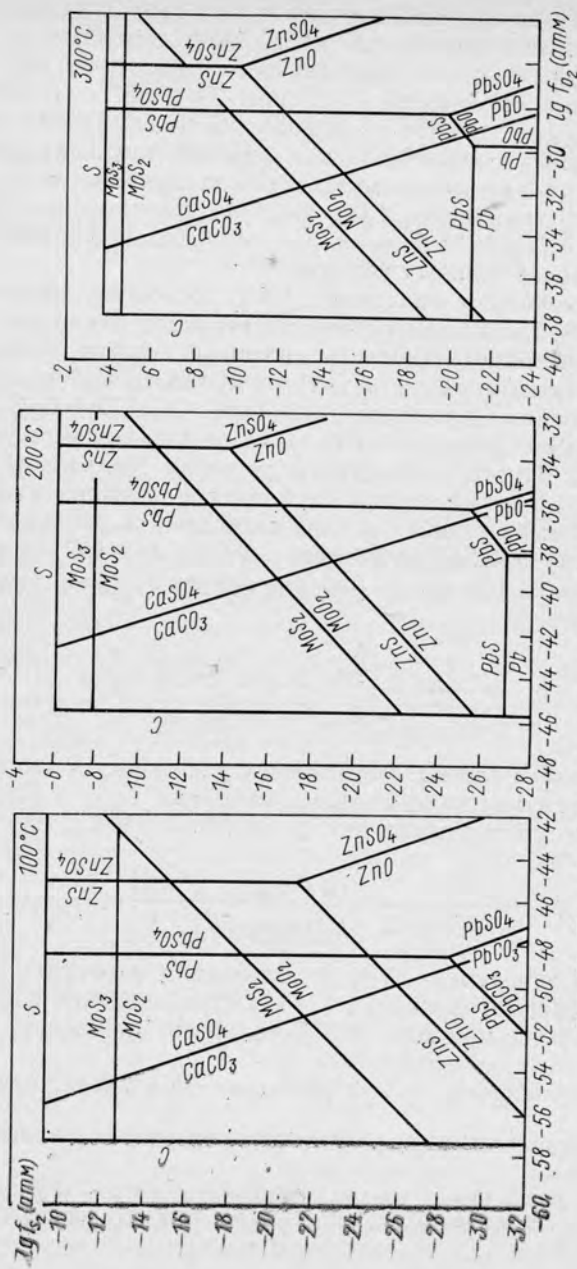 lg f_S₂ (атм)
100°C
S
MoS₃
MoS₂
ZnSO₄
ZnS
PbSO₄
PbS
CaSO₄
CaCO₃
C
MoS₂
MoO₂
ZnSO₄
ZnO
ZnS
ZnO
PbSO₄
PbCO₃
PbCO₃
PbS
-10
-12
-14
-16
-18
-20
-22
-24
-26
-28
-30
-32
-60
-58
-56
-54
-52
-50
-48
-46
-44
-42
200°C
S
MoS₃
MoS₂
ZnSO₄
ZnS
PbSO₄
PbS
CaSO₄
CaCO₃
C
MoS₂
MoO₂
ZnSO₄
ZnO
ZnS
ZnO
PbSO₄
PbO
PbS
PbO
PbS
Pb
-4
-6
-8
-10
-12
-14
-16
-18
-20
-22
-24
-26
-28
-48
-46
-44
-42
-40
-38
-36
-34
-32
300°C
S
MoS₃
MoS₂
ZnSO₄
ZnS
PbSO₄
PbS
CaSO₄
CaCO₃
C
MoS₂
MoO₂
ZnSO₄
ZnO
ZnS
ZnO
PbSO₄
PbO
PbS
PbO
PbO
Pb
PbS
Pb
-2
-4
-6
-8
-10
-12
-14
-16
-18
-20
-22
-24
-40
-38
-36
-34
-32
-30
lg f_O₂ (атм)